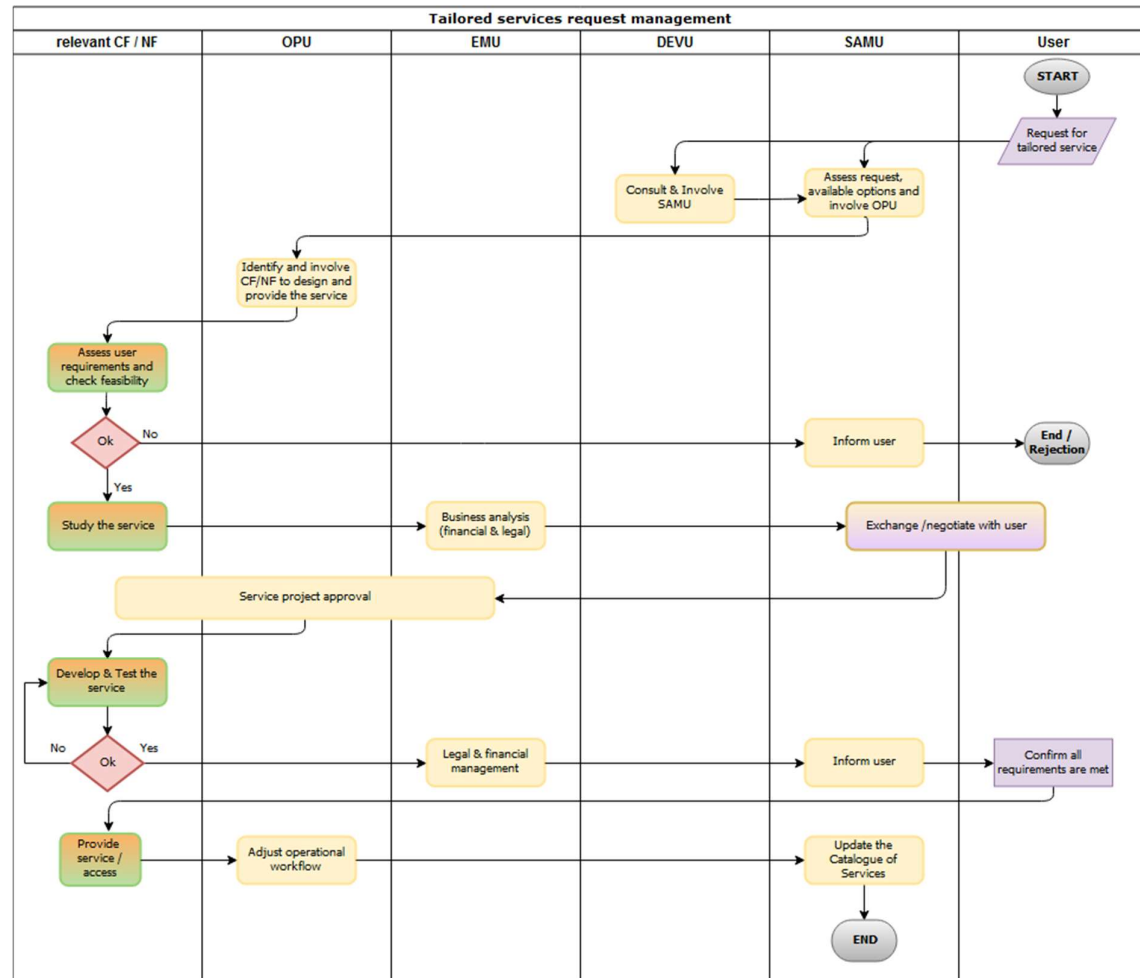 Tailored services request management
relevant CF / NF
OPU
EMU
DEVU
SAMU
User
START
Request for
tailored service
Consult & Involve
SAMU
Assess request,
available options and
involve OPU
Identify and involve
CF/NF to design and
provide the service
Assess user
requirements and
check feasibility
Ok
No
Inform user
End /
Rejection
Yes
Study the service
Business analysis
(financial & legal)
Exchange /negotiate with user
Service project approval
Develop & Test the
service
No
Ok
Yes
Legal & financial
management
Inform user
Confirm all
requirements are met
Provide
service /
access
Adjust operational
workflow
Update the
Catalogue of
Services
END